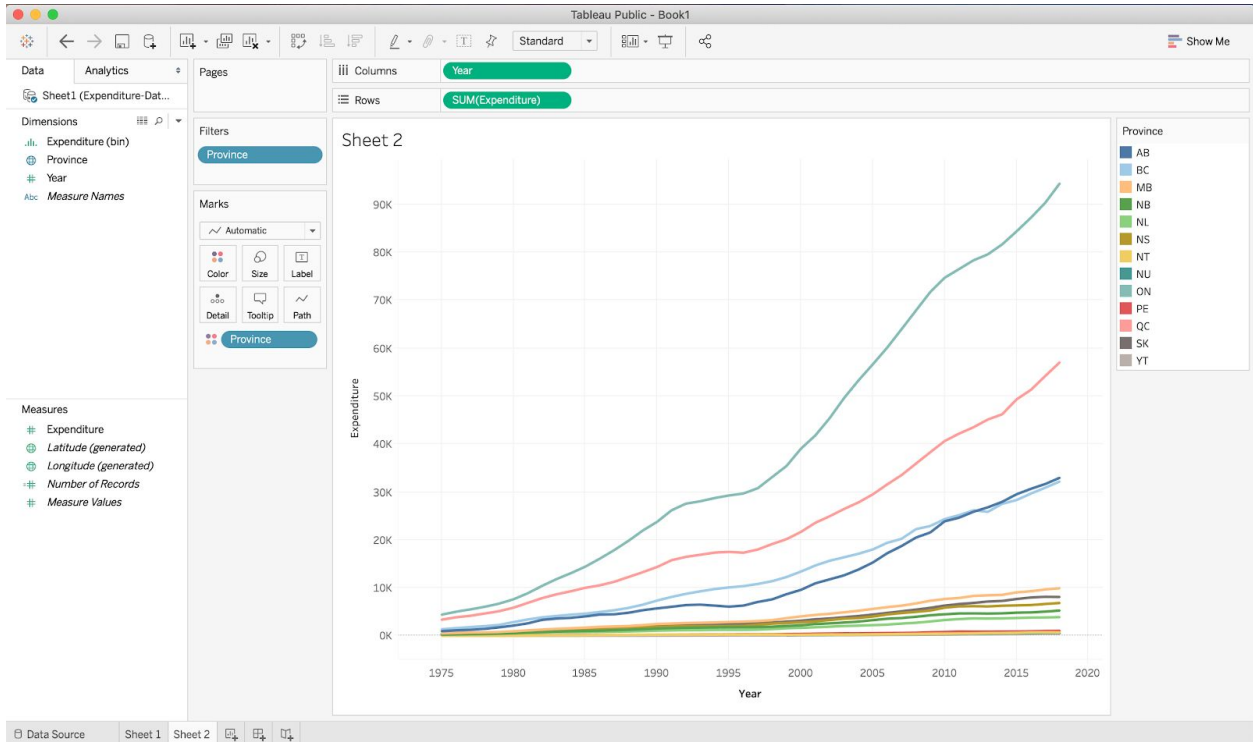 Tableau Public - Book1
Standard
Show Me
Data Analytics
Sheet1 (Expenditure-Dat...
Dimensions
Expenditure (bin)
Province
Year
Abc Measure Names
Measures
Expenditure
Latitude (generated)
Longitude (generated)
Number of Records
Measure Values
Pages
Filters
Province
Marks
Automatic
Color Size Label
Detail Tooltip Path
Province
Columns Year
Rows SUM(Expenditure)
Sheet 2
Expenditure
90K
80K
70K
60K
50K
40K
30K
20K
10K
0K
1975 1980 1985 1990 1995 2000 2005 2010 2015 2020
Year
Province
AB
BC
MB
NB
NL
NS
NT
NU
ON
PE
QC
SK
YT
Data Source Sheet 1 Sheet 2